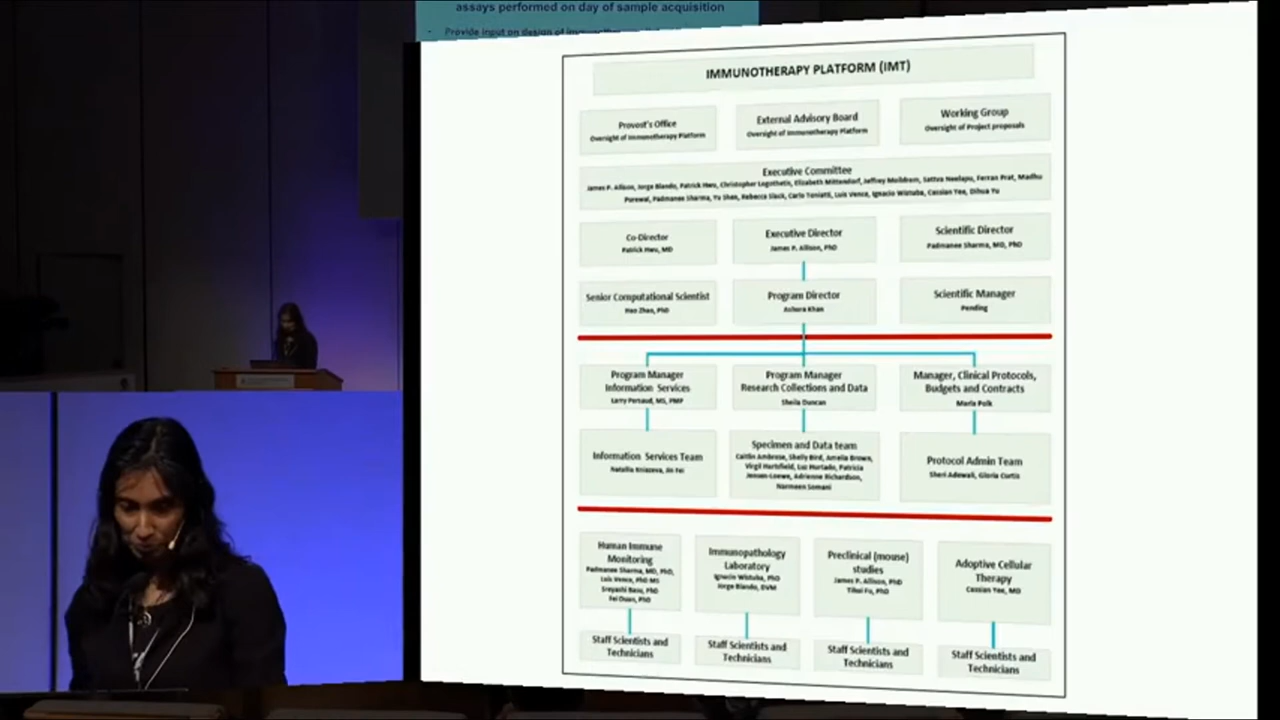 assays performed on day of sample acquisition
Provide input on design of
IMMUNOTHERAPY PLATFORM (IMT)
Provost's Office
Oversight of Immunotherapy Platform
External Advisory Board
Oversight of Immunotherapy Platform
Working Group
Oversight of Project proposals
Executive Committee
James P. Allison, Jorge Blando, Patrick Hwu, Christopher Logothetis, Elizabeth Mittendorf, Jeffrey Molldrem, Sattva Neelapu, Ferran Prat, Madhu
Purewal, Padmanee Sharma, Yu Shen, Rebecca Slack, Carlo Toniatti, Luis Vence, Ignacio Wistuba, Cassian Yee, Dihua Yu
Co-Director
Patrick Hwu, MD
Executive Director
James P. Allison, PhD
Scientific Director
Padmanee Sharma, MD, PhD
Senior Computational Scientist
Hao Zhao, PhD
Program Director
Ashura Khan
Scientific Manager
Pending
Program Manager
Information Services
Larry Persaud, MS, PMP
Program Manager
Research Collections and Data
Sheila Duncan
Manager, Clinical Protocols,
Budgets and Contracts
Marla Polk
Information Services Team
Natalila Kniazeva, Jin Fei
Specimen and Data team
Caitlin Ambrose, Shelly Bird, Amelia Brown,
Virgil Hartsfield, Luz Hurtado, Patricia
Jensen-Loewe, Adrienne Richardson,
Narmeen Somani
Protocol Admin Team
Sheri Adewali, Gloria Curtis
Human Immune
Monitoring
Padmanee Sharma, MD, PhD,
Luis Vence, PhD MS
Sreyashi Basu, PhD
Fei Duan, PhD
Immunopathology
Laboratory
Ignacio Wistuba, PhD
Jorge Blando, DVM
Preclinical (mouse)
studies
James P. Allison, PhD
Tihui Fu, PhD
Adoptive Cellular
Therapy
Cassian Yee, MD
Staff Scientists and
Technicians
Staff Scientists and
Technicians
Staff Scientists and
Technicians
Staff Scientists and
Technicians